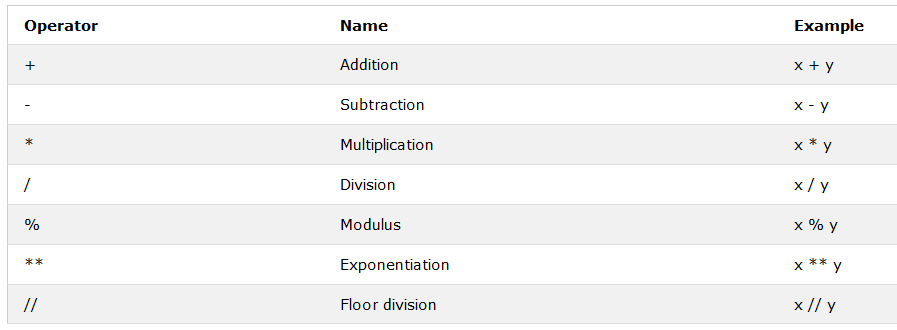 Operator Name Example
+ Addition x + y
- Subtraction x - y
* Multiplication x * y
/ Division x / y
% Modulus x % y
** Exponentiation x ** y
// Floor division x // y